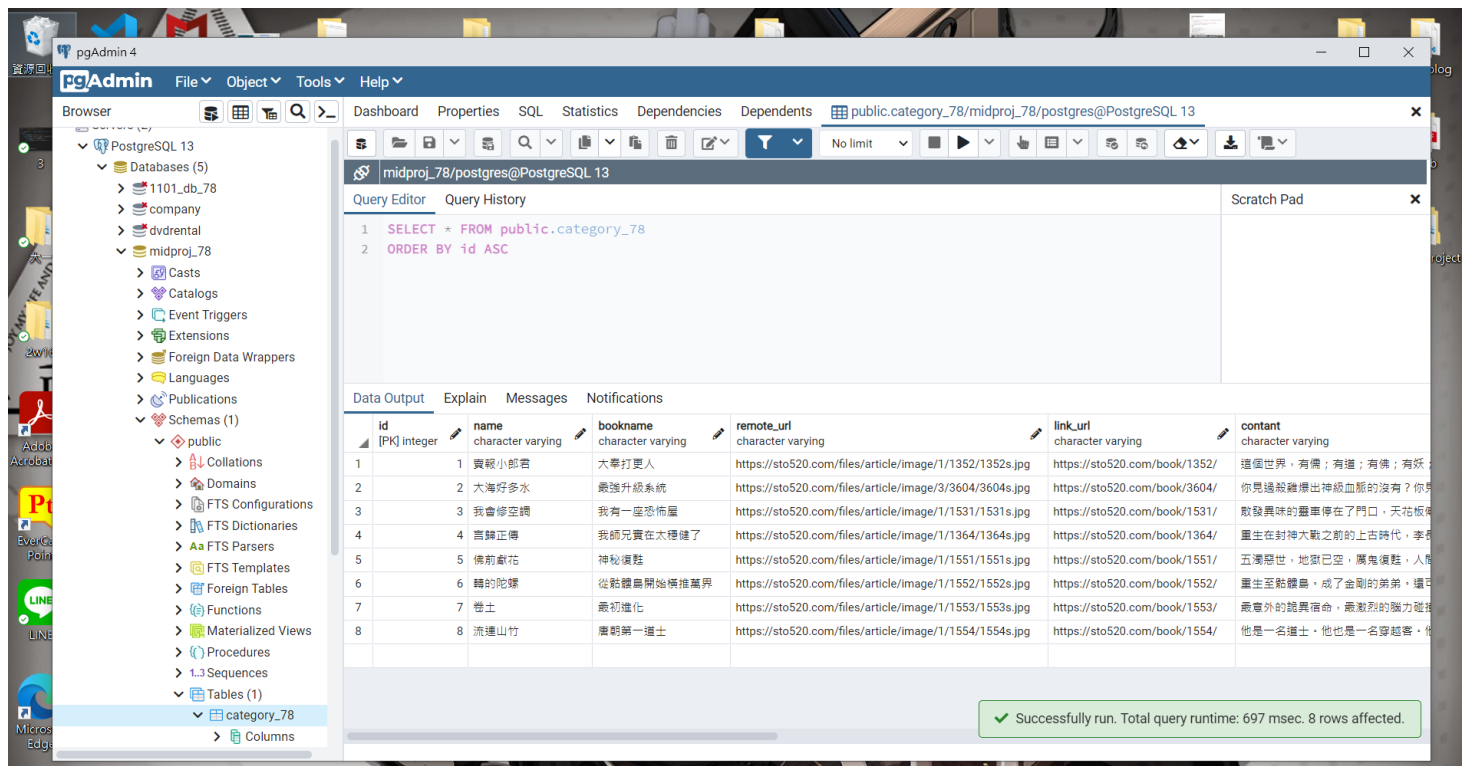 資源回收
pgAdmin 4
pgAdmin
File
Object
Tools
Help
Browser
Dashboard
Properties
SQL
Statistics
Dependencies
Dependents
public.category_78/midproj_78/postgres@PostgreSQL 13
PostgreSQL 13
Databases (5)
1101_db_78
company
dvdrental
midproj_78
Casts
Catalogs
Event Triggers
Extensions
Foreign Data Wrappers
Languages
Publications
Schemas (1)
public
Collations
Domains
FTS Configurations
FTS Dictionaries
FTS Parsers
FTS Templates
Foreign Tables
Functions
Materialized Views
Procedures
1..3 Sequences
Tables (1)
category_78
Columns
No limit
midproj_78/postgres@PostgreSQL 13
Query Editor
Query History
Scratch Pad
1 SELECT * FROM public.category_78
2 ORDER BY id ASC
Data Output
Explain
Messages
Notifications
id [PK] integer
name character varying
bookname character varying
remote_url character varying
link_url character varying
contant character varying
1 1 賣報小郎君 大奉打更人 https://sto520.com/files/article/image/1/1352/1352s.jpg https://sto520.com/book/1352/ 這個世界，有儒；有道；有佛；有妖；
2 2 大海好多水 最強升級系統 https://sto520.com/files/article/image/3/3604/3604s.jpg https://sto520.com/book/3604/ 你見過殺雞爆出神級血脈的沒有？你見
3 3 我會修空調 我有一座恐怖屋 https://sto520.com/files/article/image/1/1531/1531s.jpg https://sto520.com/book/1531/ 散發異味的靈車停在了門口，天花板
4 4 言歸正傳 我師兄實在太穩健了 https://sto520.com/files/article/image/1/1364/1364s.jpg https://sto520.com/book/1364/ 重生在封神大戰之前的上古時代，李長
5 5 佛前獻花 神秘復甦 https://sto520.com/files/article/image/1/1551/1551s.jpg https://sto520.com/book/1551/ 五濁惡世，地獄已空，厲鬼復甦，人間
6 6 轉的陀螺 從骷髏島開始橫推萬界 https://sto520.com/files/article/image/1/1552/1552s.jpg https://sto520.com/book/1552/ 重生至骷髏島，成了金剛的弟弟，還可
7 7 卷土 最初進化 https://sto520.com/files/article/image/1/1553/1553s.jpg https://sto520.com/book/1553/ 最意外的詭異宿命，最激烈的腦力碰撞
8 8 流連山竹 唐朝第一道士 https://sto520.com/files/article/image/1/1554/1554s.jpg https://sto520.com/book/1554/ 他是一名道士，他也是一名穿越客，他
Successfully run. Total query runtime: 697 msec. 8 rows affected.
3
2w16
Adob
Acrobat
EverCa
Point
LINE
LINE
Micros
Edge
blog
roject